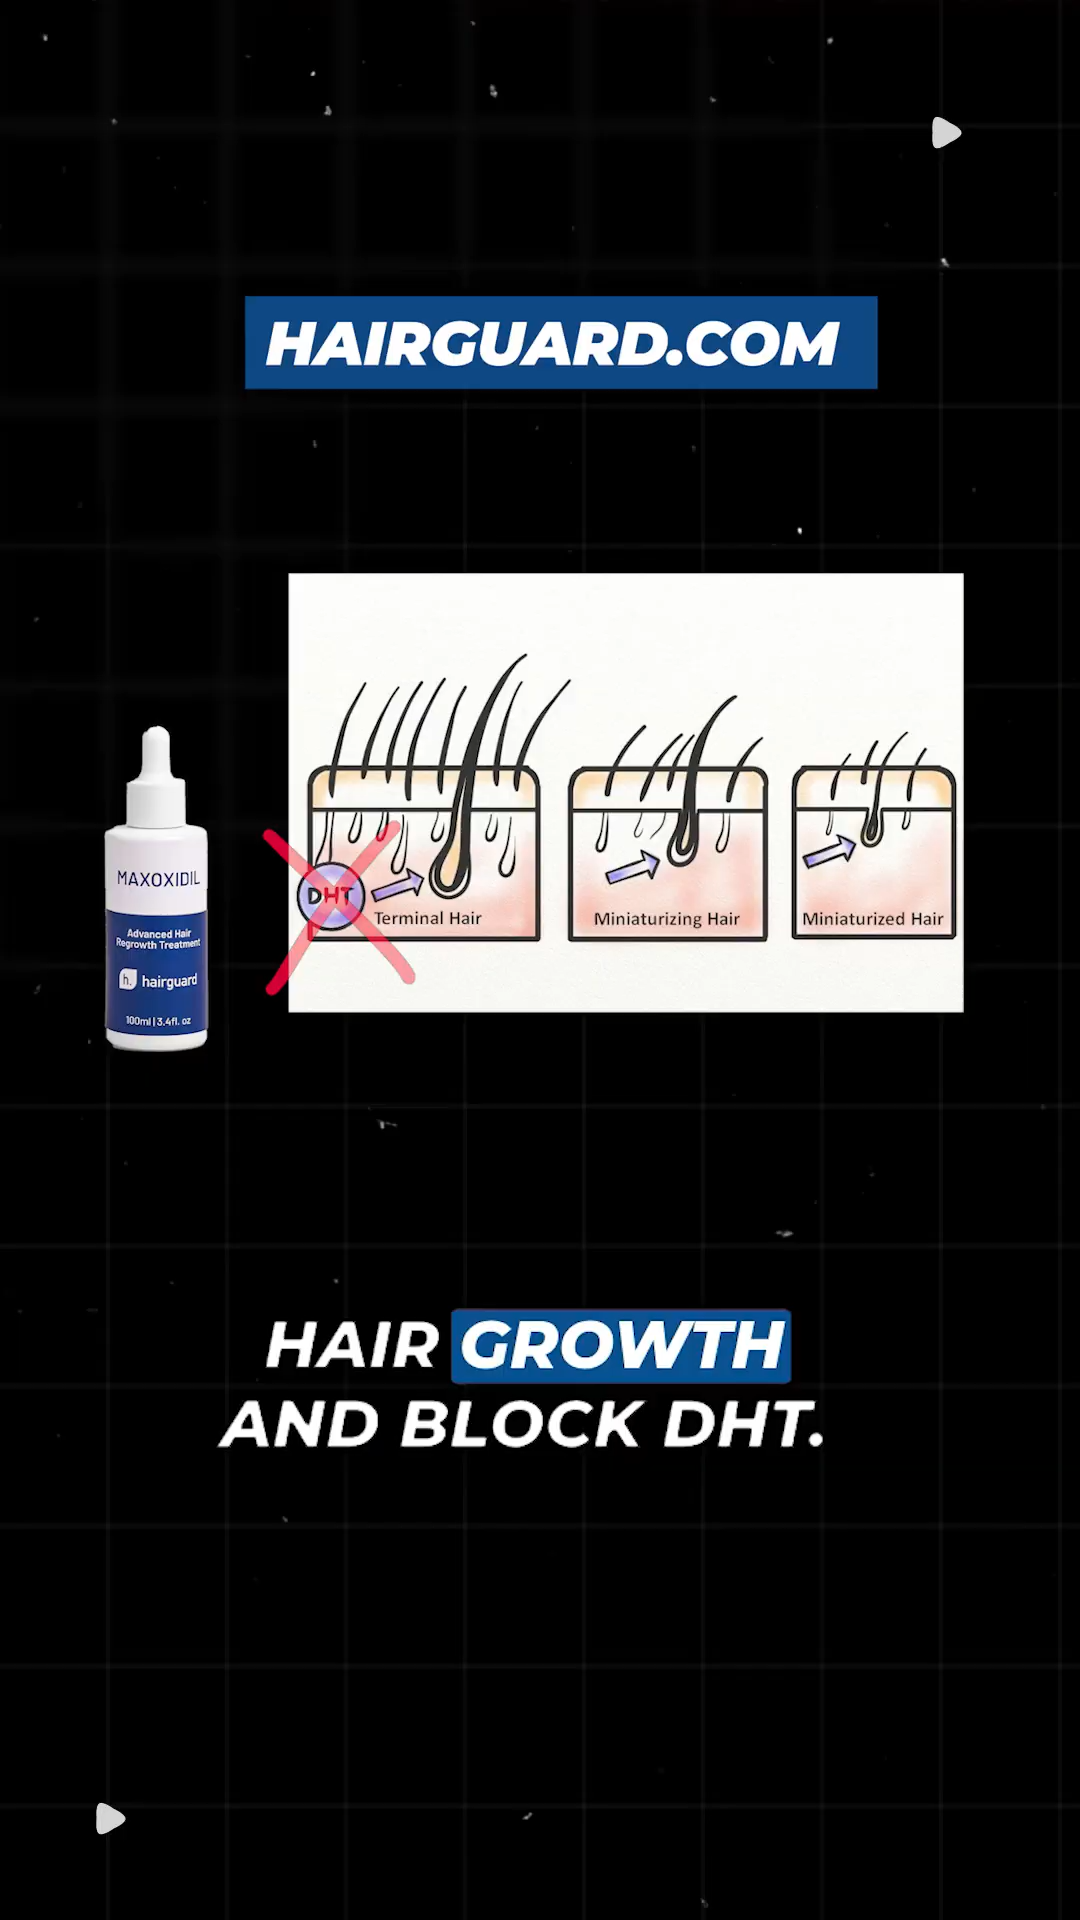 HAIRGUARD.COM
MAXOXIDIL
Advanced Hair
Regrowth Treatment
h. hairguard
100ml | 3.4fl. oz
DHT
Terminal Hair
Miniaturizing Hair
Miniaturized Hair
HAIR GROWTH
AND BLOCK DHT.